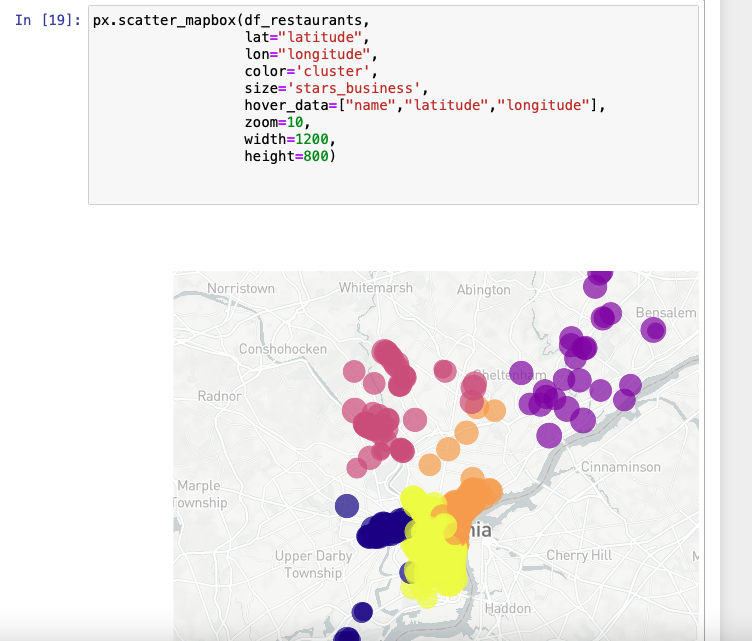 In [19]: px.scatter_mapbox(df_restaurants,
lat="latitude",
lon="longitude",
color='cluster',
size='stars_business',
hover_data=["name","latitude","longitude"],
zoom=10,
width=1200,
height=800)
Norristown Whitemarsh Abington
Bensalem
Conshohocken
Cheltenham
Radnor
Cinnaminson
Marple
Township
nia
Upper Darby
Township
Cherry Hill
Haddon